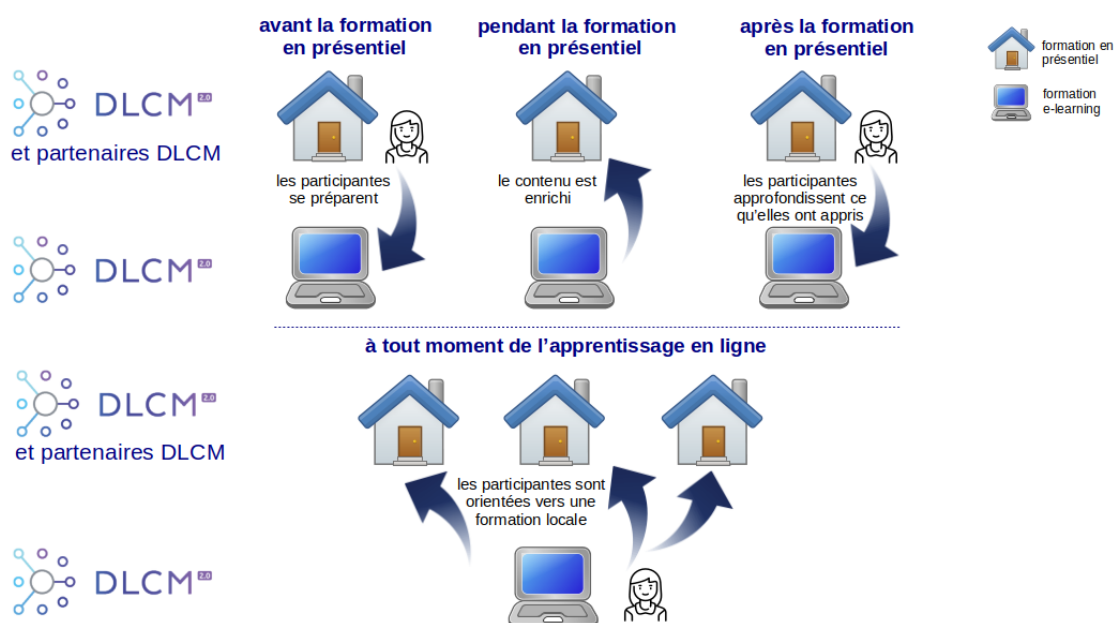 avant la formation
en présentiel
pendant la formation
en présentiel
après la formation
en présentiel
formation en
présentiel
formation
e-learning
DLCM 2.0
et partenaires DLCM
les participantes
se préparent
le contenu est
enrichi
les participantes
approfondissent ce
qu'elles ont appris
DLCM 2.0
à tout moment de l'apprentissage en ligne
DLCM 2.0
et partenaires DLCM
les participantes sont
orientées vers une
formation locale
DLCM 2.0